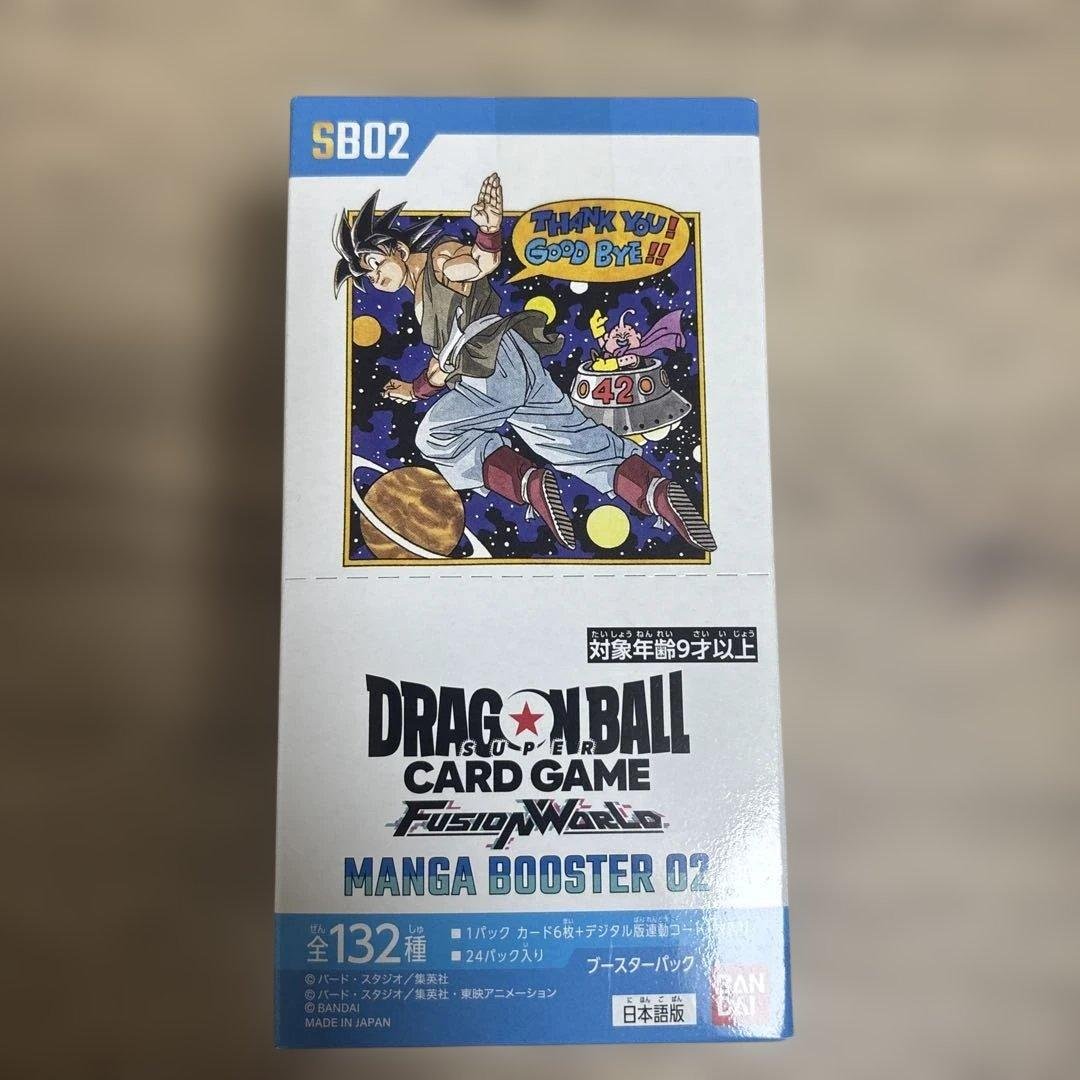 SB02
THANK YOU!
GOOD BYE!!
42
たいしょうねんれい さいいじょう
対象年齢9才以上
DRAGON BALL
SUPER
CARD GAME
FUSION WORLD
MANGA BOOSTER 02
ぜん しゅ
全132種
まい
■1パック カード6枚+デジタル版連動コード
い
■24パック入り
ブースターパック
©バード・スタジオ/集英社
©バード・スタジオ/集英社・東映アニメーション
©BANDAI
MADE IN JAPAN
にほんごばん
日本語版
BAN
DAI